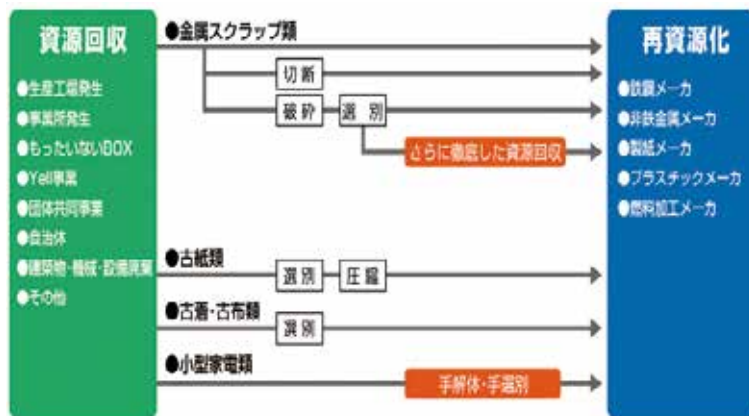 資源回収
●生産工場発生
●事業所発生
●もったいないBOX
●Yell事業
●団体共同事業
●自治体
●建築物・機械・設備廃棄
●その他
●金属スクラップ類
切断
破砕
選別
さらに徹底した資源回収
●古紙類
選別
圧縮
●古着・古布類
選別
●小型家電類
手解体・手選別
再資源化
●鉄鋼メーカ
●非鉄金属メーカ
●製紙メーカ
●プラスチックメーカ
●燃料加工メーカ